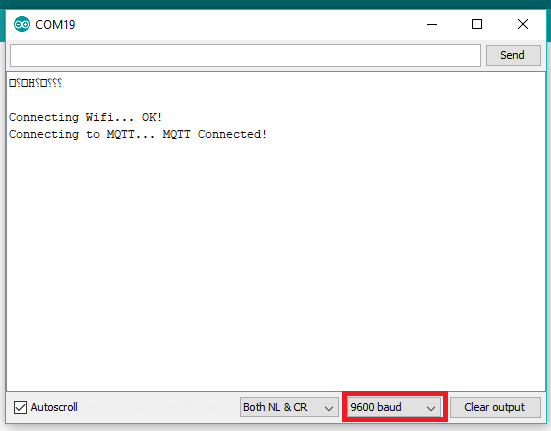 COM19
Send
Connecting Wifi... OK!
Connecting to MQTT... MQTT Connected!
Autoscroll
Both NL & CR
9600 baud
Clear output